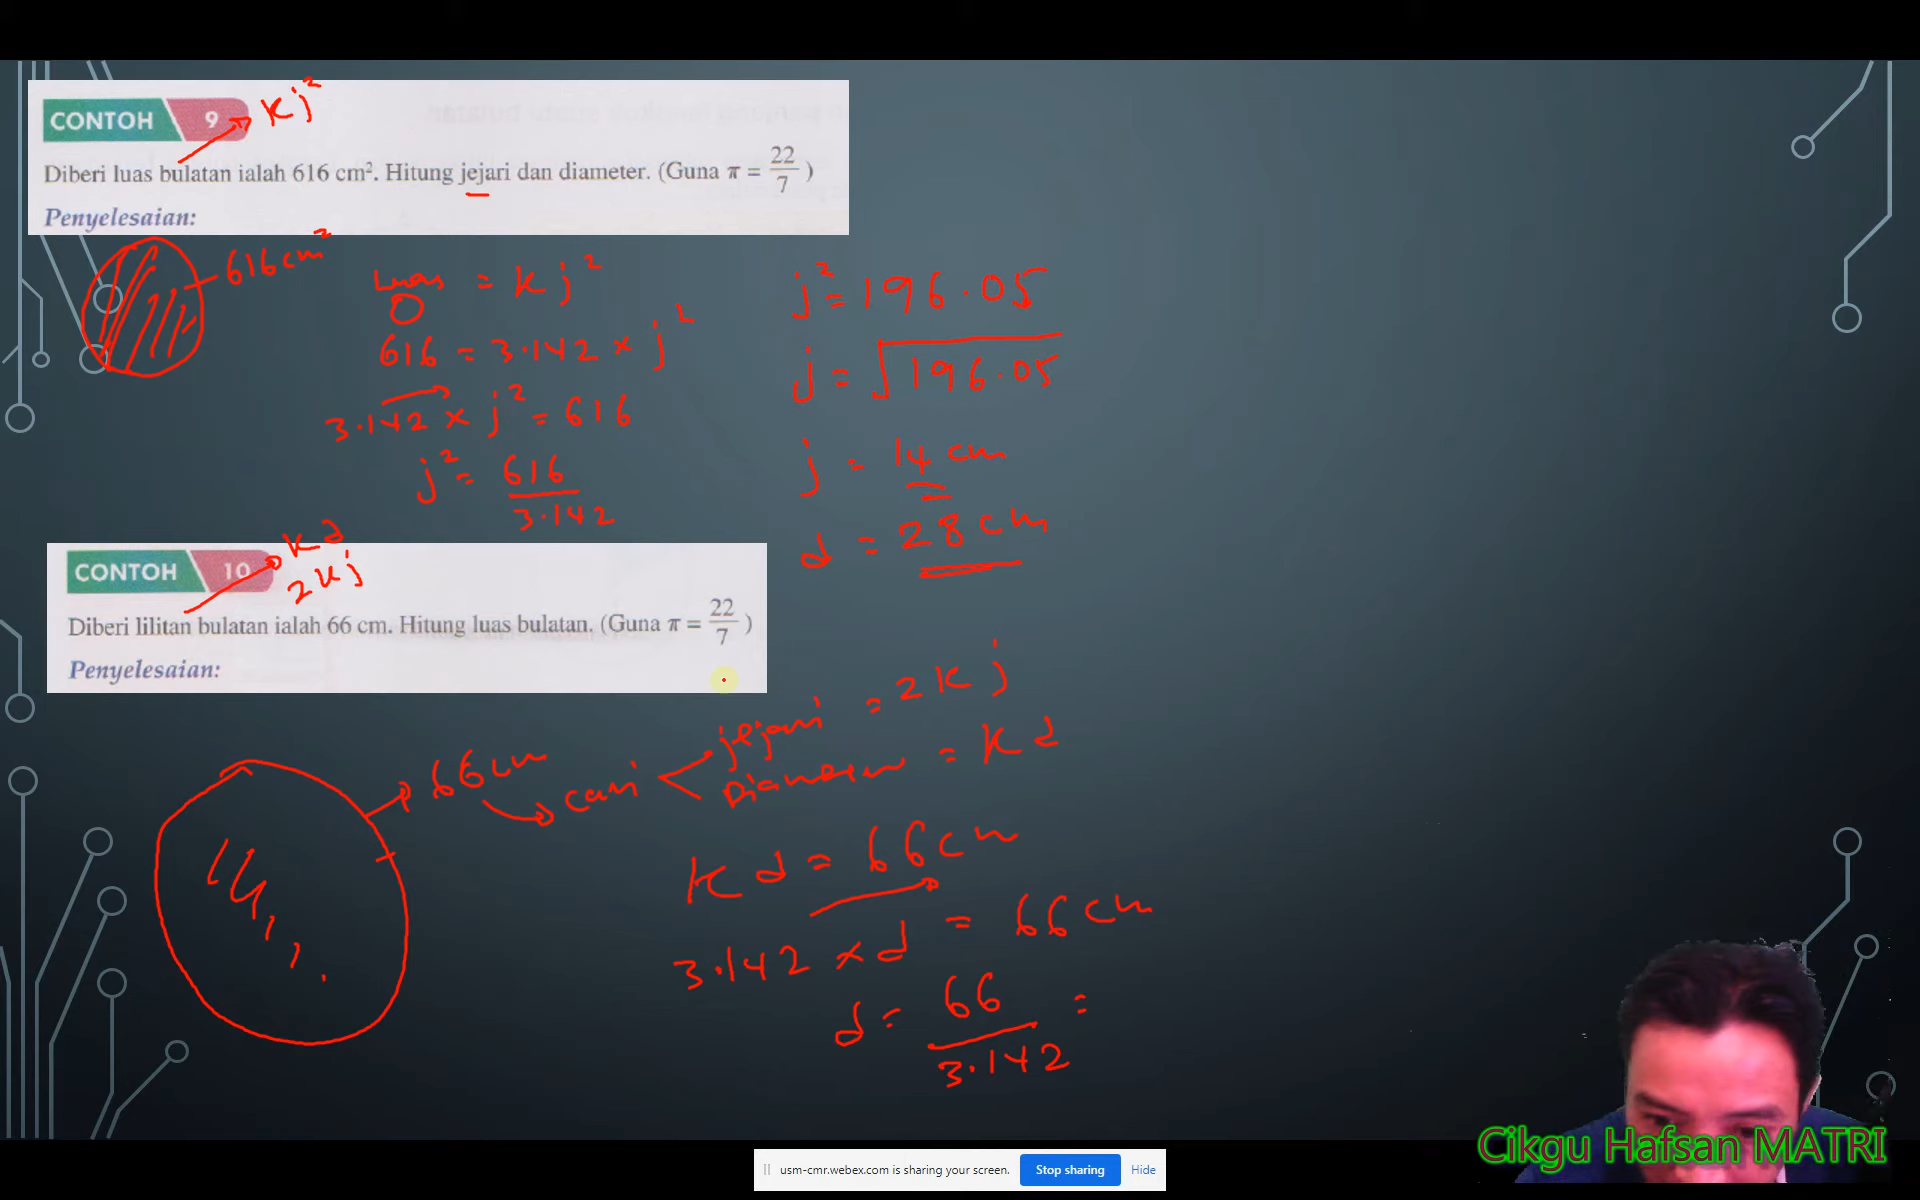 CONTOH 9
Kj²
Diberi luas bulatan ialah 616 cm². Hitung jejari dan diameter. (Guna π = 22/7)
Penyelesaian:
616cm²
Luas = Kj²
616 = 3.142 × j²
3.142 × j² = 616
j² = 616/3.142
j² = 196.05
j = √196.05
j = 14 cm
d = 28cm
CONTOH 10
Kd
2Kj
Diberi lilitan bulatan ialah 66 cm. Hitung luas bulatan. (Guna π = 22/7)
Penyelesaian:
66cm
cari
jejari = 2Kj
Diameter = Kd
Kd = 66cm
3.142 × d = 66cm
d = 66/3.142 =
Cikgu Hafsan MATRI
usm-cmr.webex.com is sharing your screen.
Stop sharing
Hide